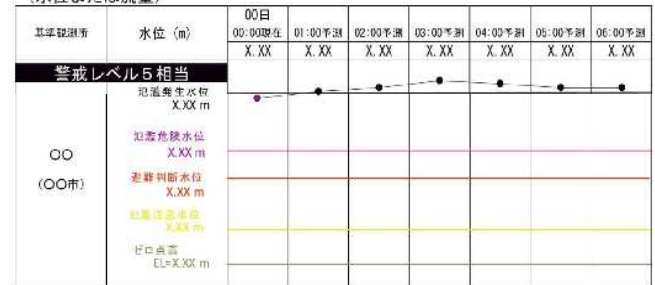 (水位または流量)
基準観測所
水位 (m)
00日
00:00現在 01:00予測 02:00予測 03:00予測 04:00予測 05:00予測 06:00予測
X.XX X.XX X.XX X.XX X.XX X.XX X.XX
警戒レベル5相当
氾濫発生水位
X.XX m
氾濫危険水位
X.XX m
〇〇
(〇〇市)
避難判断水位
X.XX m
氾濫注意水位
X.XX m
ゼロ点高
EL=X.XX m